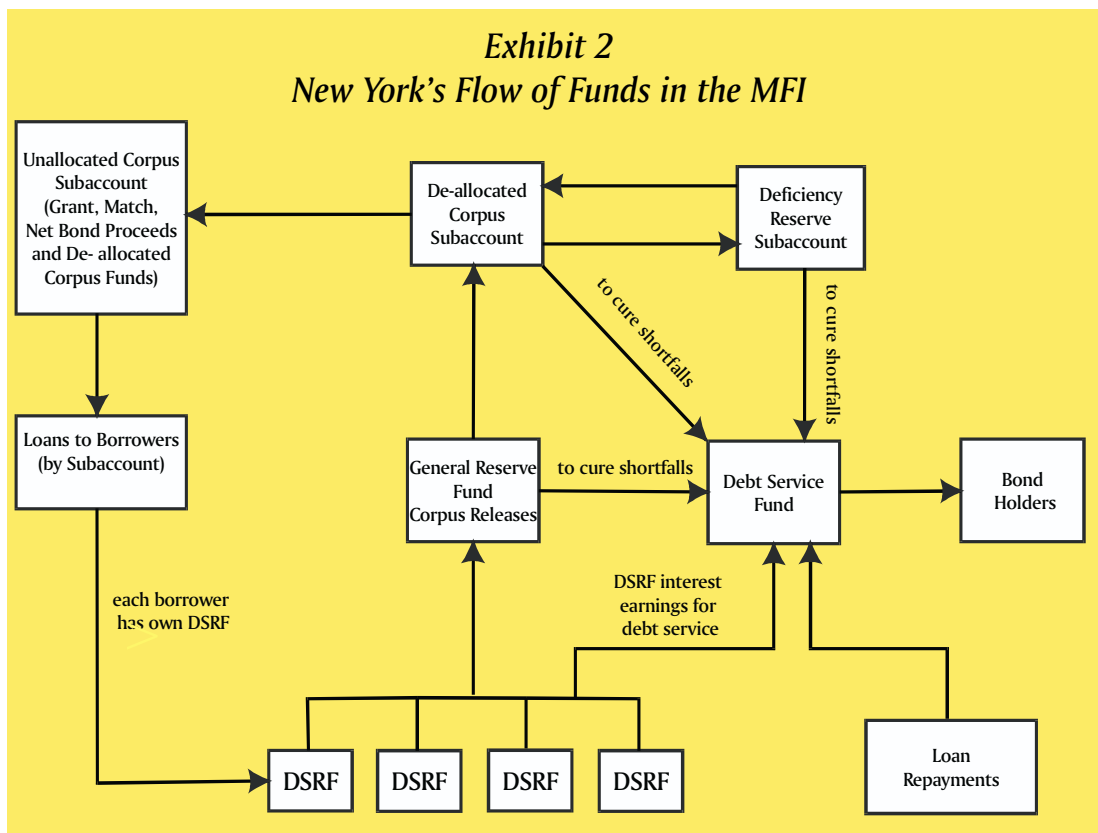 Exhibit 2
New York's Flow of Funds in the MFI
Unallocated Corpus
Subaccount
(Grant, Match,
Net Bond Proceeds
and De- allocated
Corpus Funds)
De-allocated
Corpus
Subaccount
Deficiency
Reserve
Subaccount
to cure shortfalls
to cure shortfalls
Loans to Borrowers
(by Subaccount)
General Reserve
Fund
Corpus Releases
to cure shortfalls
Debt Service
Fund
Bond
Holders
each borrower
has own DSRF
DSRF interest
earnings for
debt service
DSRF
DSRF
DSRF
DSRF
Loan
Repayments